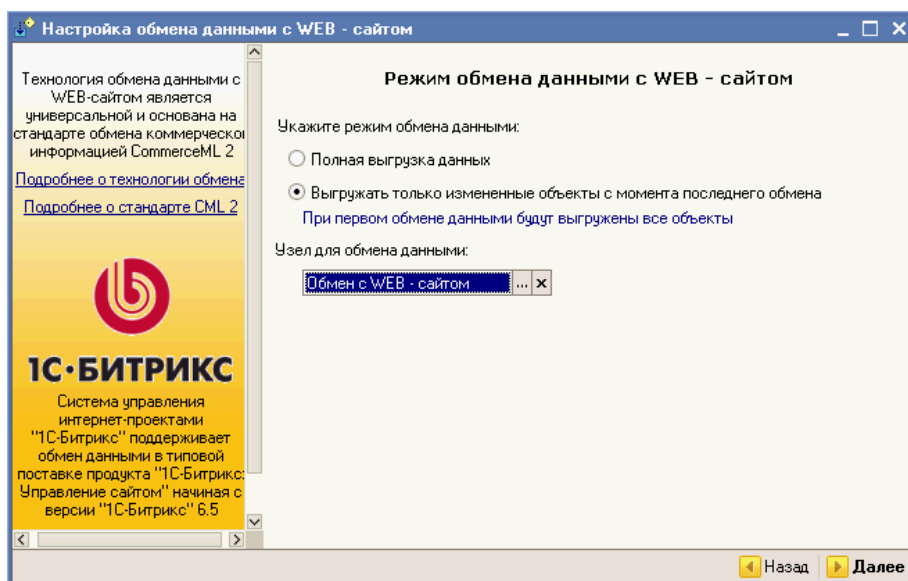 Настройка обмена данными с WEB - сайтом
Технология обмена данными с
WEB-сайтом является
универсальной и основана на
стандарте обмена коммерческой
информацией CommerceML 2
Подробнее о технологии обмена
Подробнее о стандарте CML 2
1С·БИТРИКС
Система управления
интернет-проектами
"1С-Битрикс" поддерживает
обмен данными в типовой
поставке продукта "1С-Битрикс:
Управление сайтом" начиная с
версии "1С-Битрикс" 6.5
Режим обмена данными с WEB - сайтом
Укажите режим обмена данными:
Полная выгрузка данных
Выгружать только измененные объекты с момента последнего обмена
При первом обмене данными будут выгружены все объекты
Узел для обмена данными:
Обмен с WEB - сайтом ... x
Назад Далее